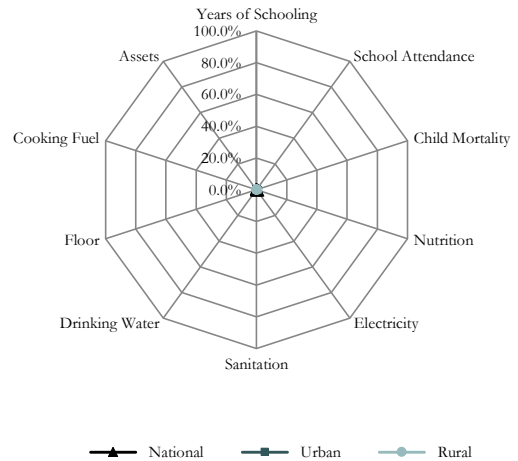 Years of Schooling
100.0%
Assets
School Attendance
80.0%
60.0%
40.0%
Cooking Fuel
Child Mortality
20.0%
0.0%
Floor
Nutrition
Drinking Water
Electricity
Sanitation
National Urban Rural